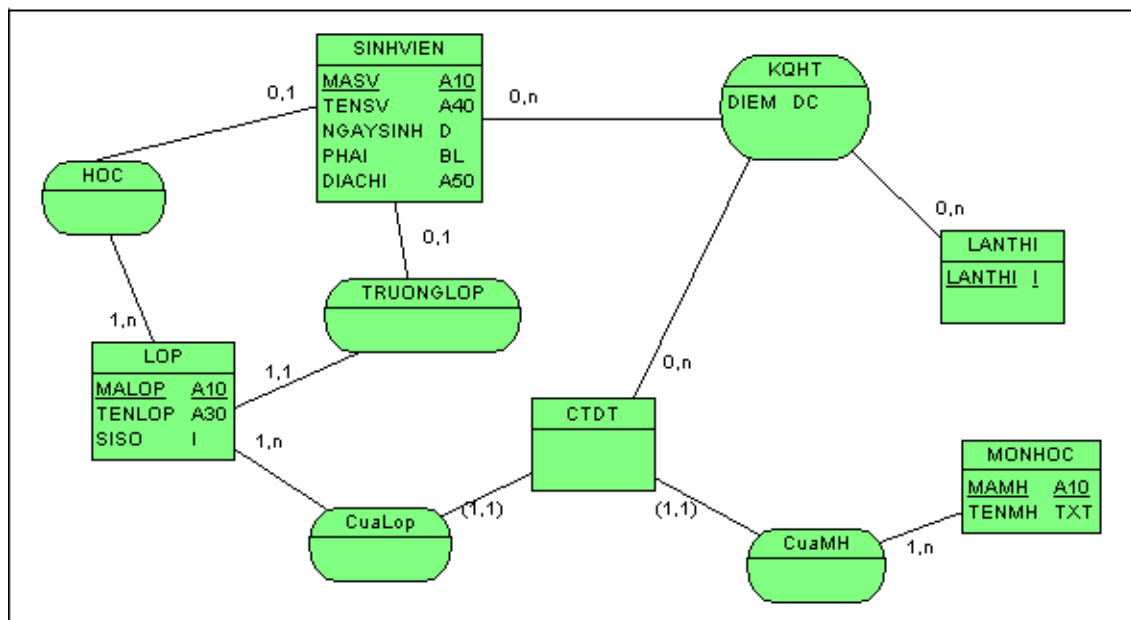 SINHVIEN
MASV A10
TENSV A40
NGAYSINH D
PHAI BL
DIACHI A50
KQHT
DIEM DC
0,1
0,n
HOC
0,1
0,n
LANTHI
LANTHI I
TRUONGLOP
1,n
LOP
MALOP A10
TENLOP A30
SISO I
1,1
0,n
1,n
CTDT
MONHOC
MAMH A10
TENMH TXT
(1,1)
(1,1)
CuaLop
CuaMH
1,n